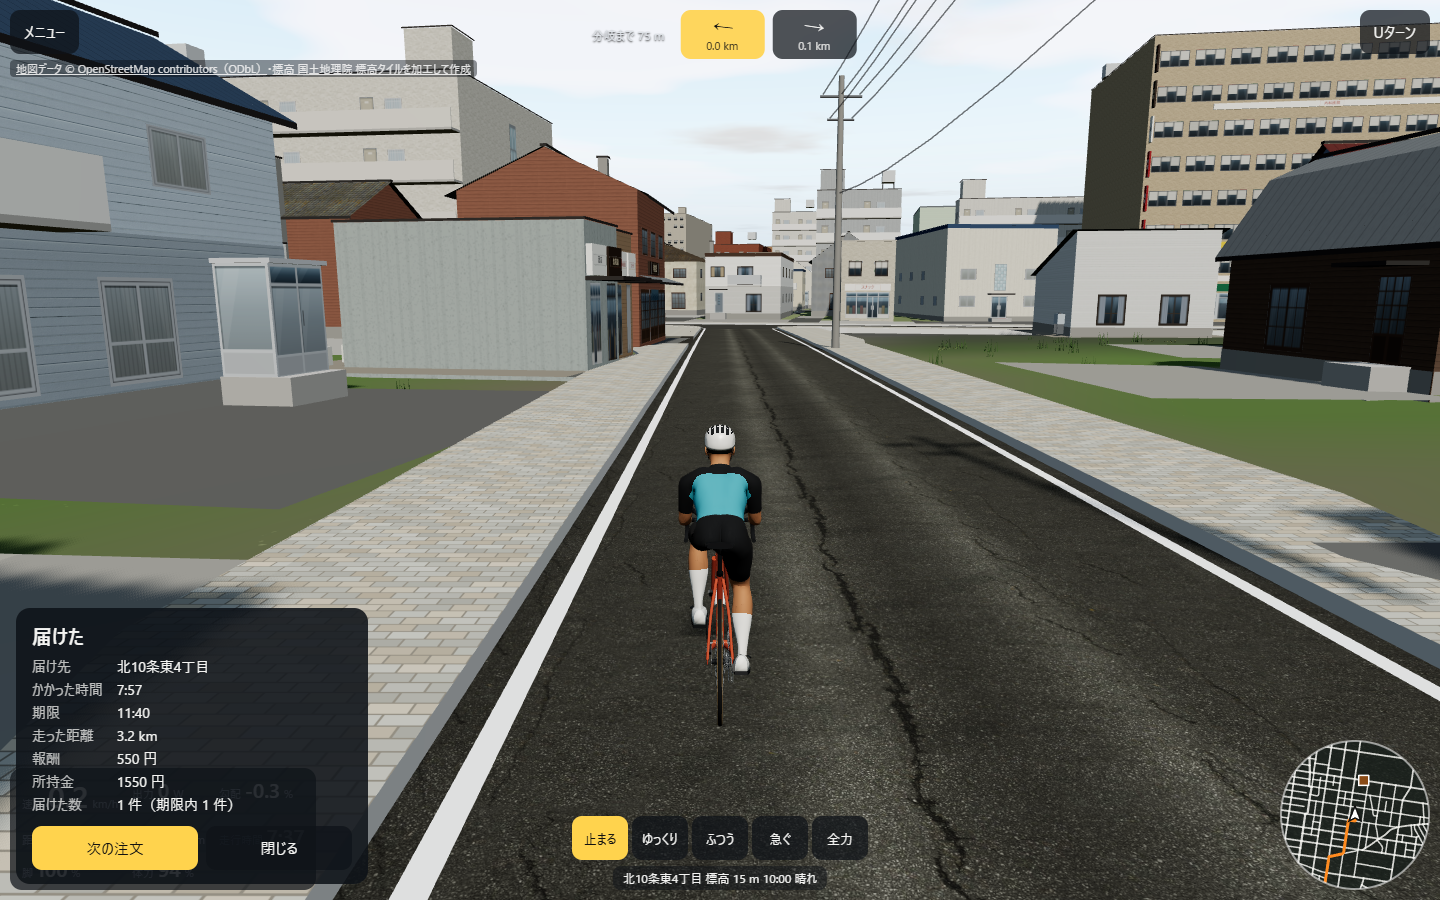 メニュー
地図データ © OpenStreetMap contributors（ODbL）・標高 国土地理院 標高タイルを加工して作成
分岐まで 75 m
←
0.0 km
→
0.1 km
Uターン
届けた
届け先 北10条東4丁目
かかった時間 7:57
期限 11:40
走った距離 3.2 km
報酬 550 円
所持金 1550 円
届けた数 1 件（期限内 1 件）
次の注文
閉じる
止まる
ゆっくり
ふつう
急ぐ
全力
北10条東4丁目 標高 15 m 10:00 晴れ